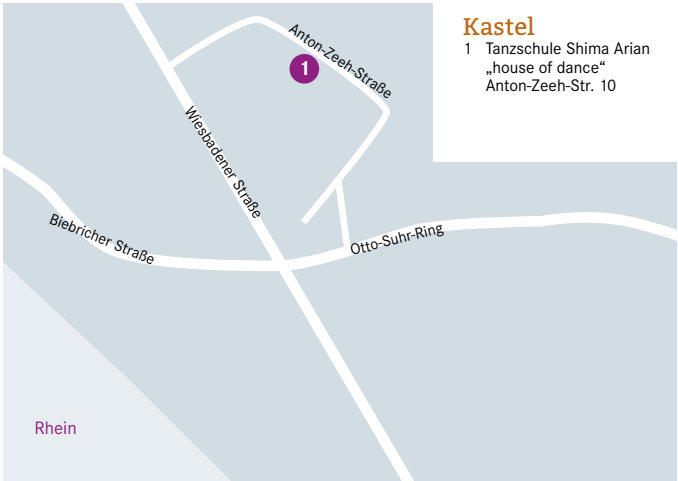 Kastel
1 Tanzschule Shima Arian
„house of dance“
Anton-Zeeh-Str. 10
Anton-Zeeh-Straße
1
Wiesbadener Straße
Biebricher Straße
Otto-Suhr-Ring
Rhein